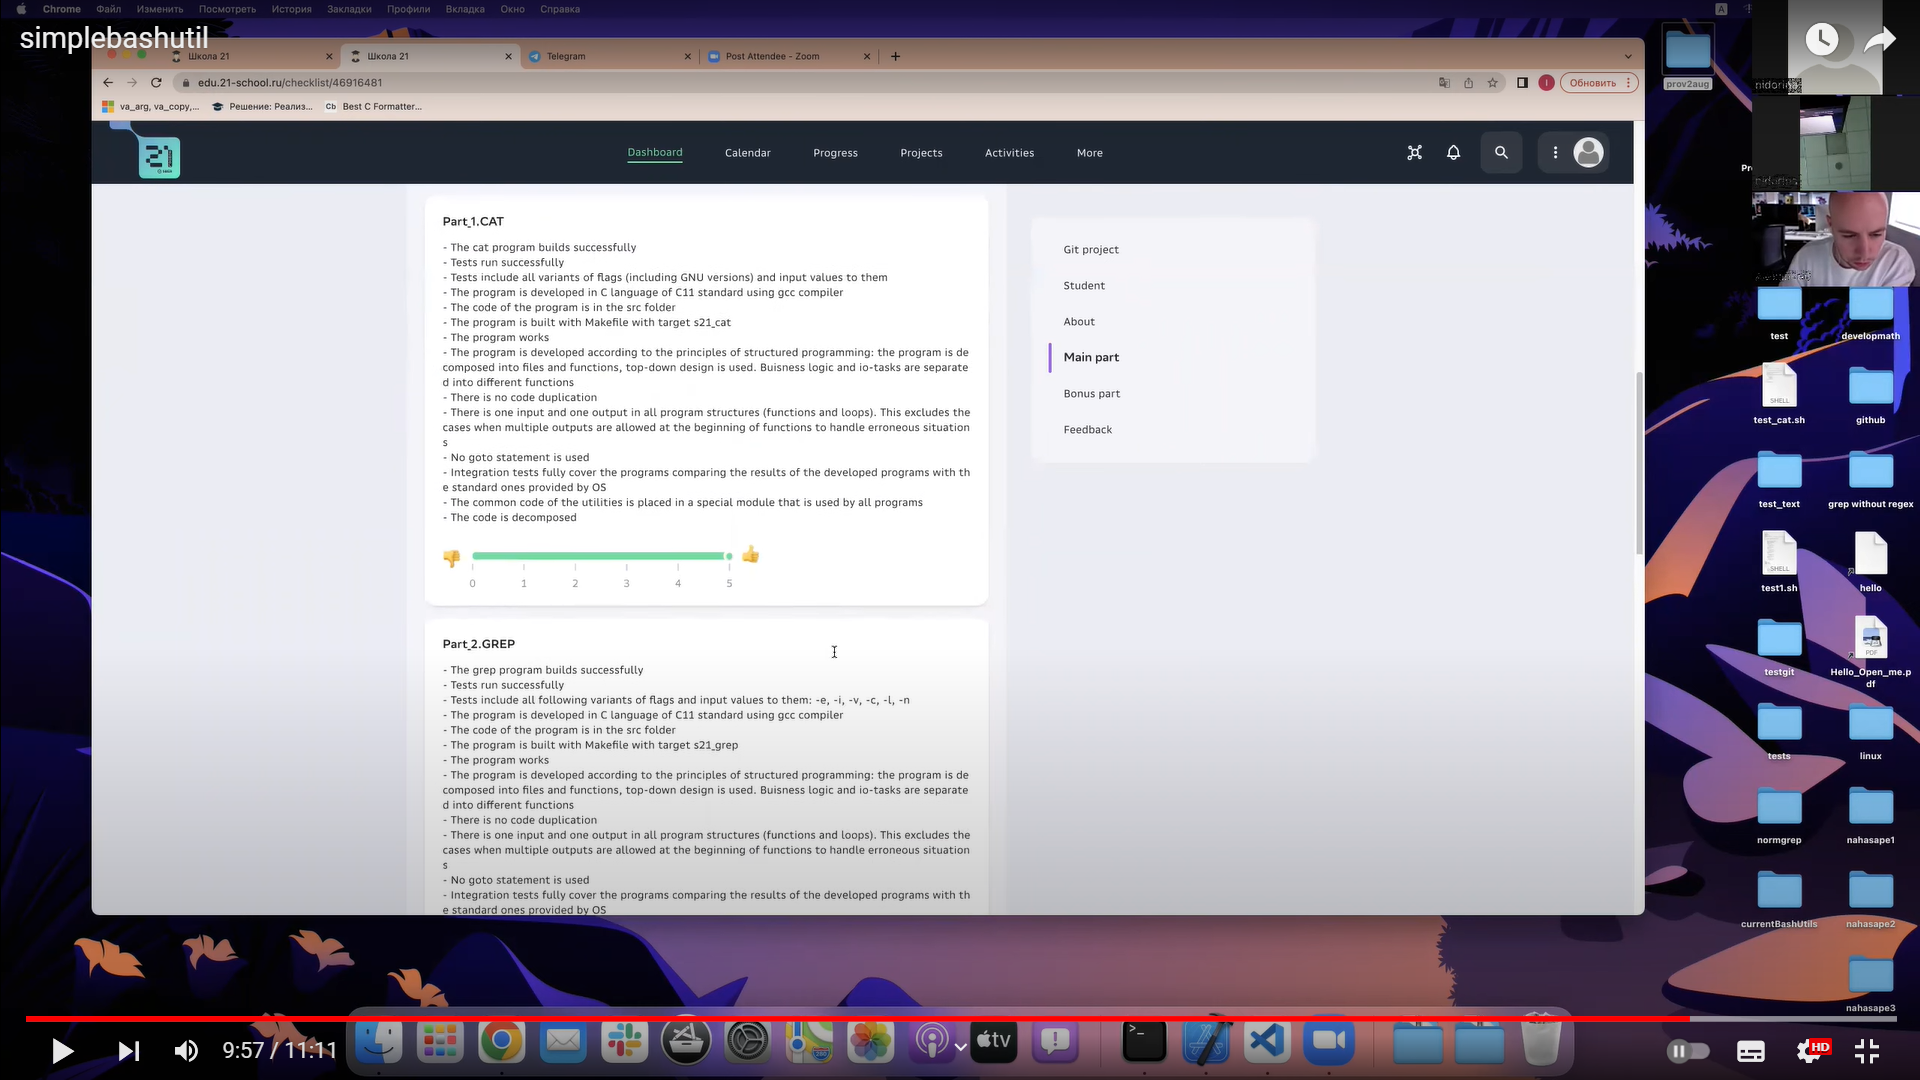 Chrome Файл Изменить Посмотреть История Закладки Профили Вкладка Окно Справка
A
simplebashutil
Школа 21
Школа 21
Telegram
Post Attendee - Zoom
edu.21-school.ru/checklist/46916481
Обновить
va_arg, va_copy,...
Решение: Реализ...
Cb Best C Formatter...
21
Dashboard
Calendar
Progress
Projects
Activities
More
Part_1.CAT
- The cat program builds successfully
- Tests run successfully
- Tests include all variants of flags (including GNU versions) and input values to them
- The program is developed in C language of C11 standard using gcc compiler
- The code of the program is in the src folder
- The program is built with Makefile with target s21_cat
- The program works
- The program is developed according to the principles of structured programming: the program is de
composed into files and functions, top-down design is used. Buisness logic and io-tasks are separate
d into different functions
- There is no code duplication
- There is one input and one output in all program structures (functions and loops). This excludes the
cases when multiple outputs are allowed at the beginning of functions to handle erroneous situation
s
- No goto statement is used
- Integration tests fully cover the programs comparing the results of the developed programs with th
e standard ones provided by OS
- The common code of the utilities is placed in a special module that is used by all programs
- The code is decomposed
0 1 2 3 4 5
Part_2.GREP
- The grep program builds successfully
- Tests run successfully
- Tests include all following variants of flags and input values to them: -e, -i, -v, -c, -l, -n
- The program is developed in C language of C11 standard using gcc compiler
- The code of the program is in the src folder
- The program is built with Makefile with target s21_grep
- The program works
- The program is developed according to the principles of structured programming: the program is de
composed into files and functions, top-down design is used. Buisness logic and io-tasks are separate
d into different functions
- There is no code duplication
- There is one input and one output in all program structures (functions and loops). This excludes the
cases when multiple outputs are allowed at the beginning of functions to handle erroneous situation
s
- No goto statement is used
- Integration tests fully cover the programs comparing the results of the developed programs with th
e standard ones provided by OS
Git project
Student
About
Main part
Bonus part
Feedback
prov2aug
test
developmath
SHELL
test_cat.sh
github
test_text
grep without regex
SHELL
test1.sh
hello
testgit
PDF
Hello_Open_me.p
df
tests
linux
normgrep
nahasape1
currentBashUtils
nahasape2
nahasape3
tv
9:57 / 11:11
HD